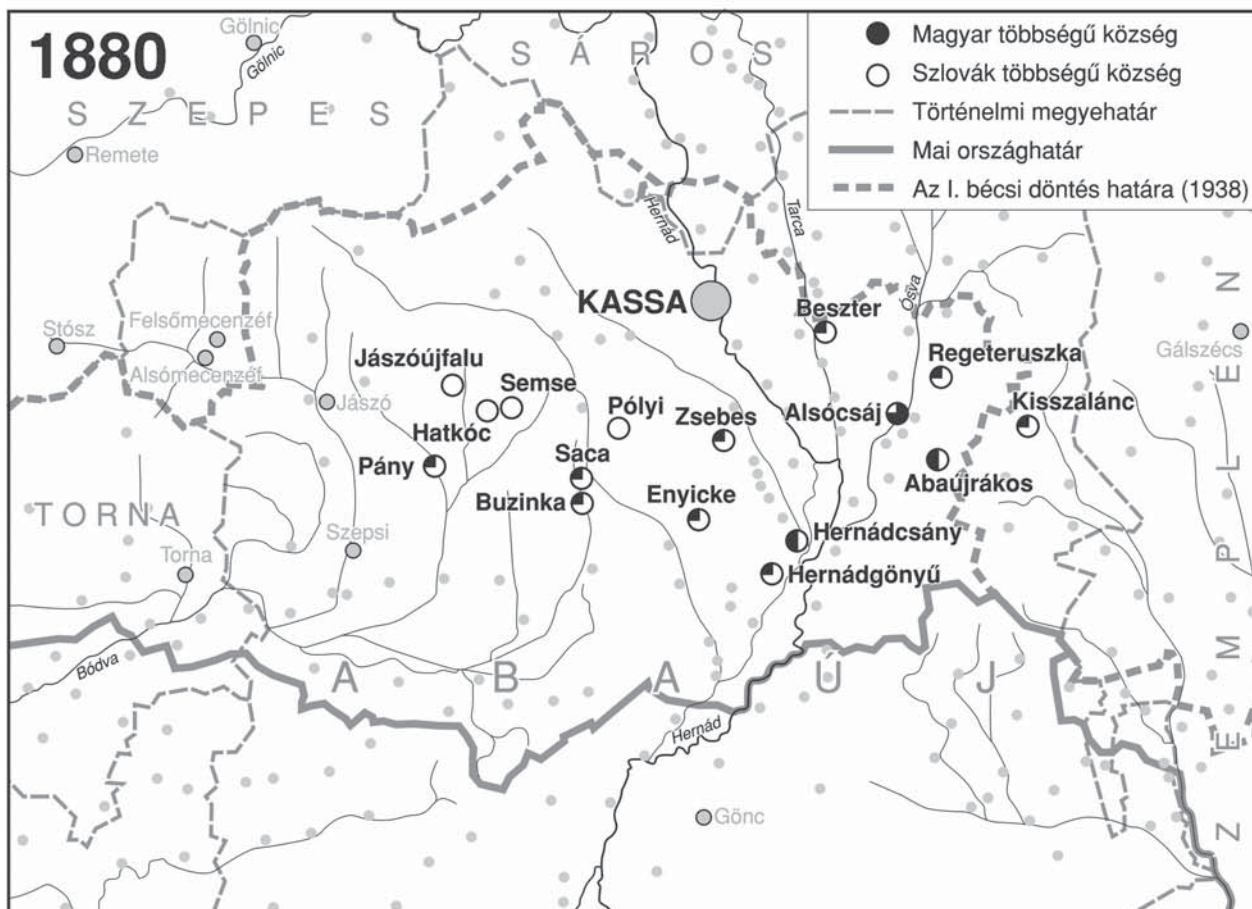 1880
Magyar többségű község
Szlovák többségű község
Történelmi megyehatár
Mai országhatár
Az I. bécsi döntés határa (1938)
Gölnic
Gölnic
SÁROS
SZEPES
Remete
Hernád
Tarca
Ósva
KASSA
Beszter
Stósz
Felsőmecenzéf
Alsómecenzéf
Jászóújfalu
Semse
Jászó
Hatkóc
Pólyi
Zsebes
Alsócsáj
Regeteruszka
Kisszalánc
Gálszécs
Pány
Saca
Buzinka
Enyicke
Abaújrákos
Hernádcsány
Hernádgönyű
TORNA
Szepsi
Torna
ZEMPLÉN
ABAÚJ
Bódva
Hernád
Gönc